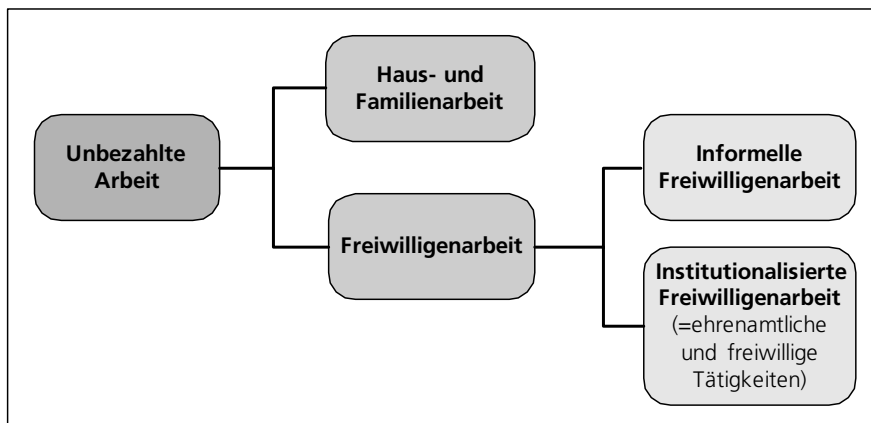 Haus- und
Familienarbeit
Unbezahlte
Arbeit
Informelle
Freiwilligenarbeit
Freiwilligenarbeit
Institutionalisierte
Freiwilligenarbeit
(=ehrenamtliche
und freiwillige
Tätigkeiten)